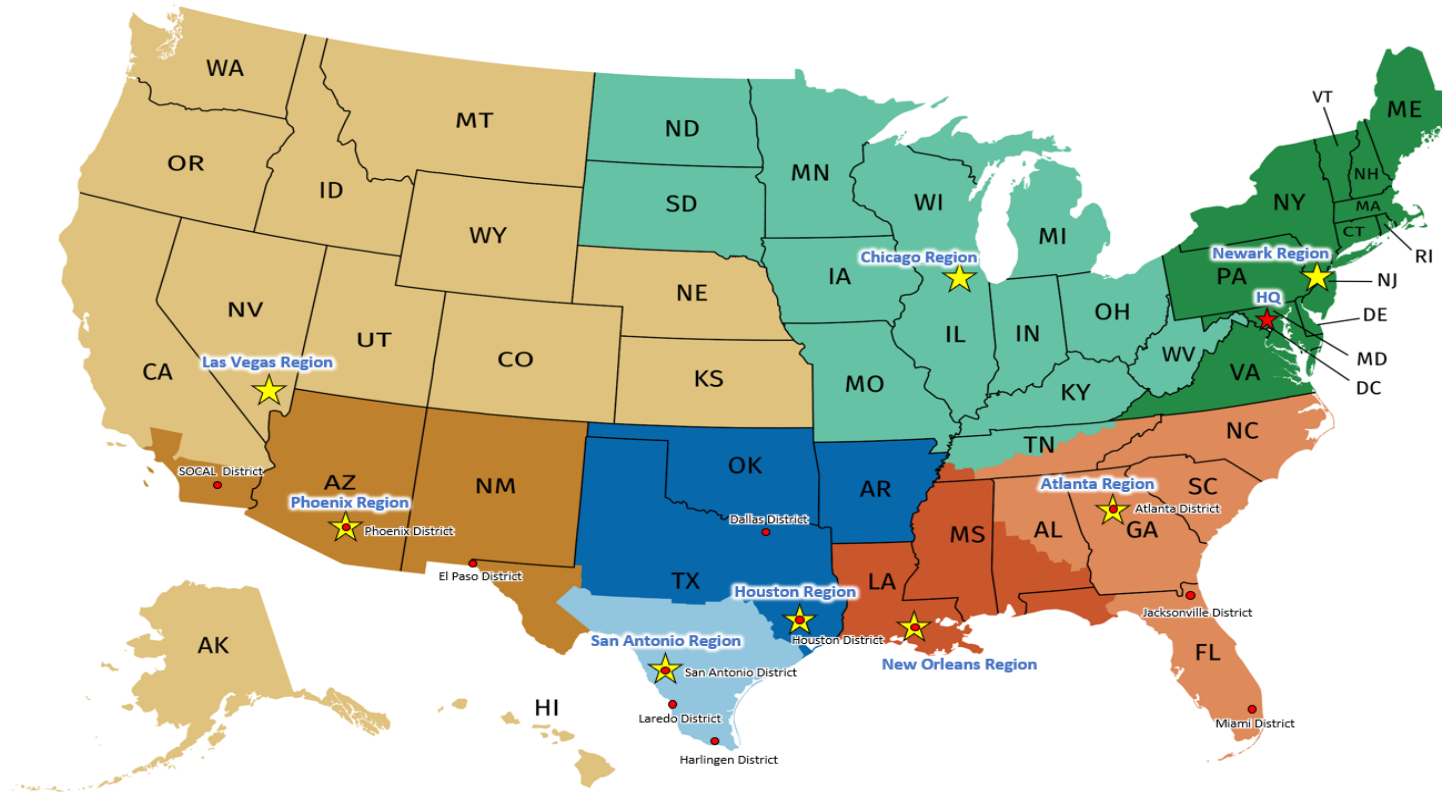 WA
VT
ME
MT
ND
OR
MN
ID
NH
SD
WI
NY
MA
WY
MI
CT
RI
Chicago Region
Newark Region
IA
PA
NJ
NE
HQ
NV
OH
DE
UT
IL
IN
CO
WV
MD
Las Vegas Region
CA
VA
KS
MO
DC
KY
NC
TN
OK
SOCAL District
AZ
NM
AR
Atlanta Region
SC
Phoenix Region
Atlanta District
Dallas District
Phoenix District
MS
AL
GA
El Paso District
TX
LA
Houston Region
Jacksonville District
San Antonio Region
Houston District
AK
FL
New Orleans Region
San Antonio District
HI
Laredo District
Miami District
Harlingen District